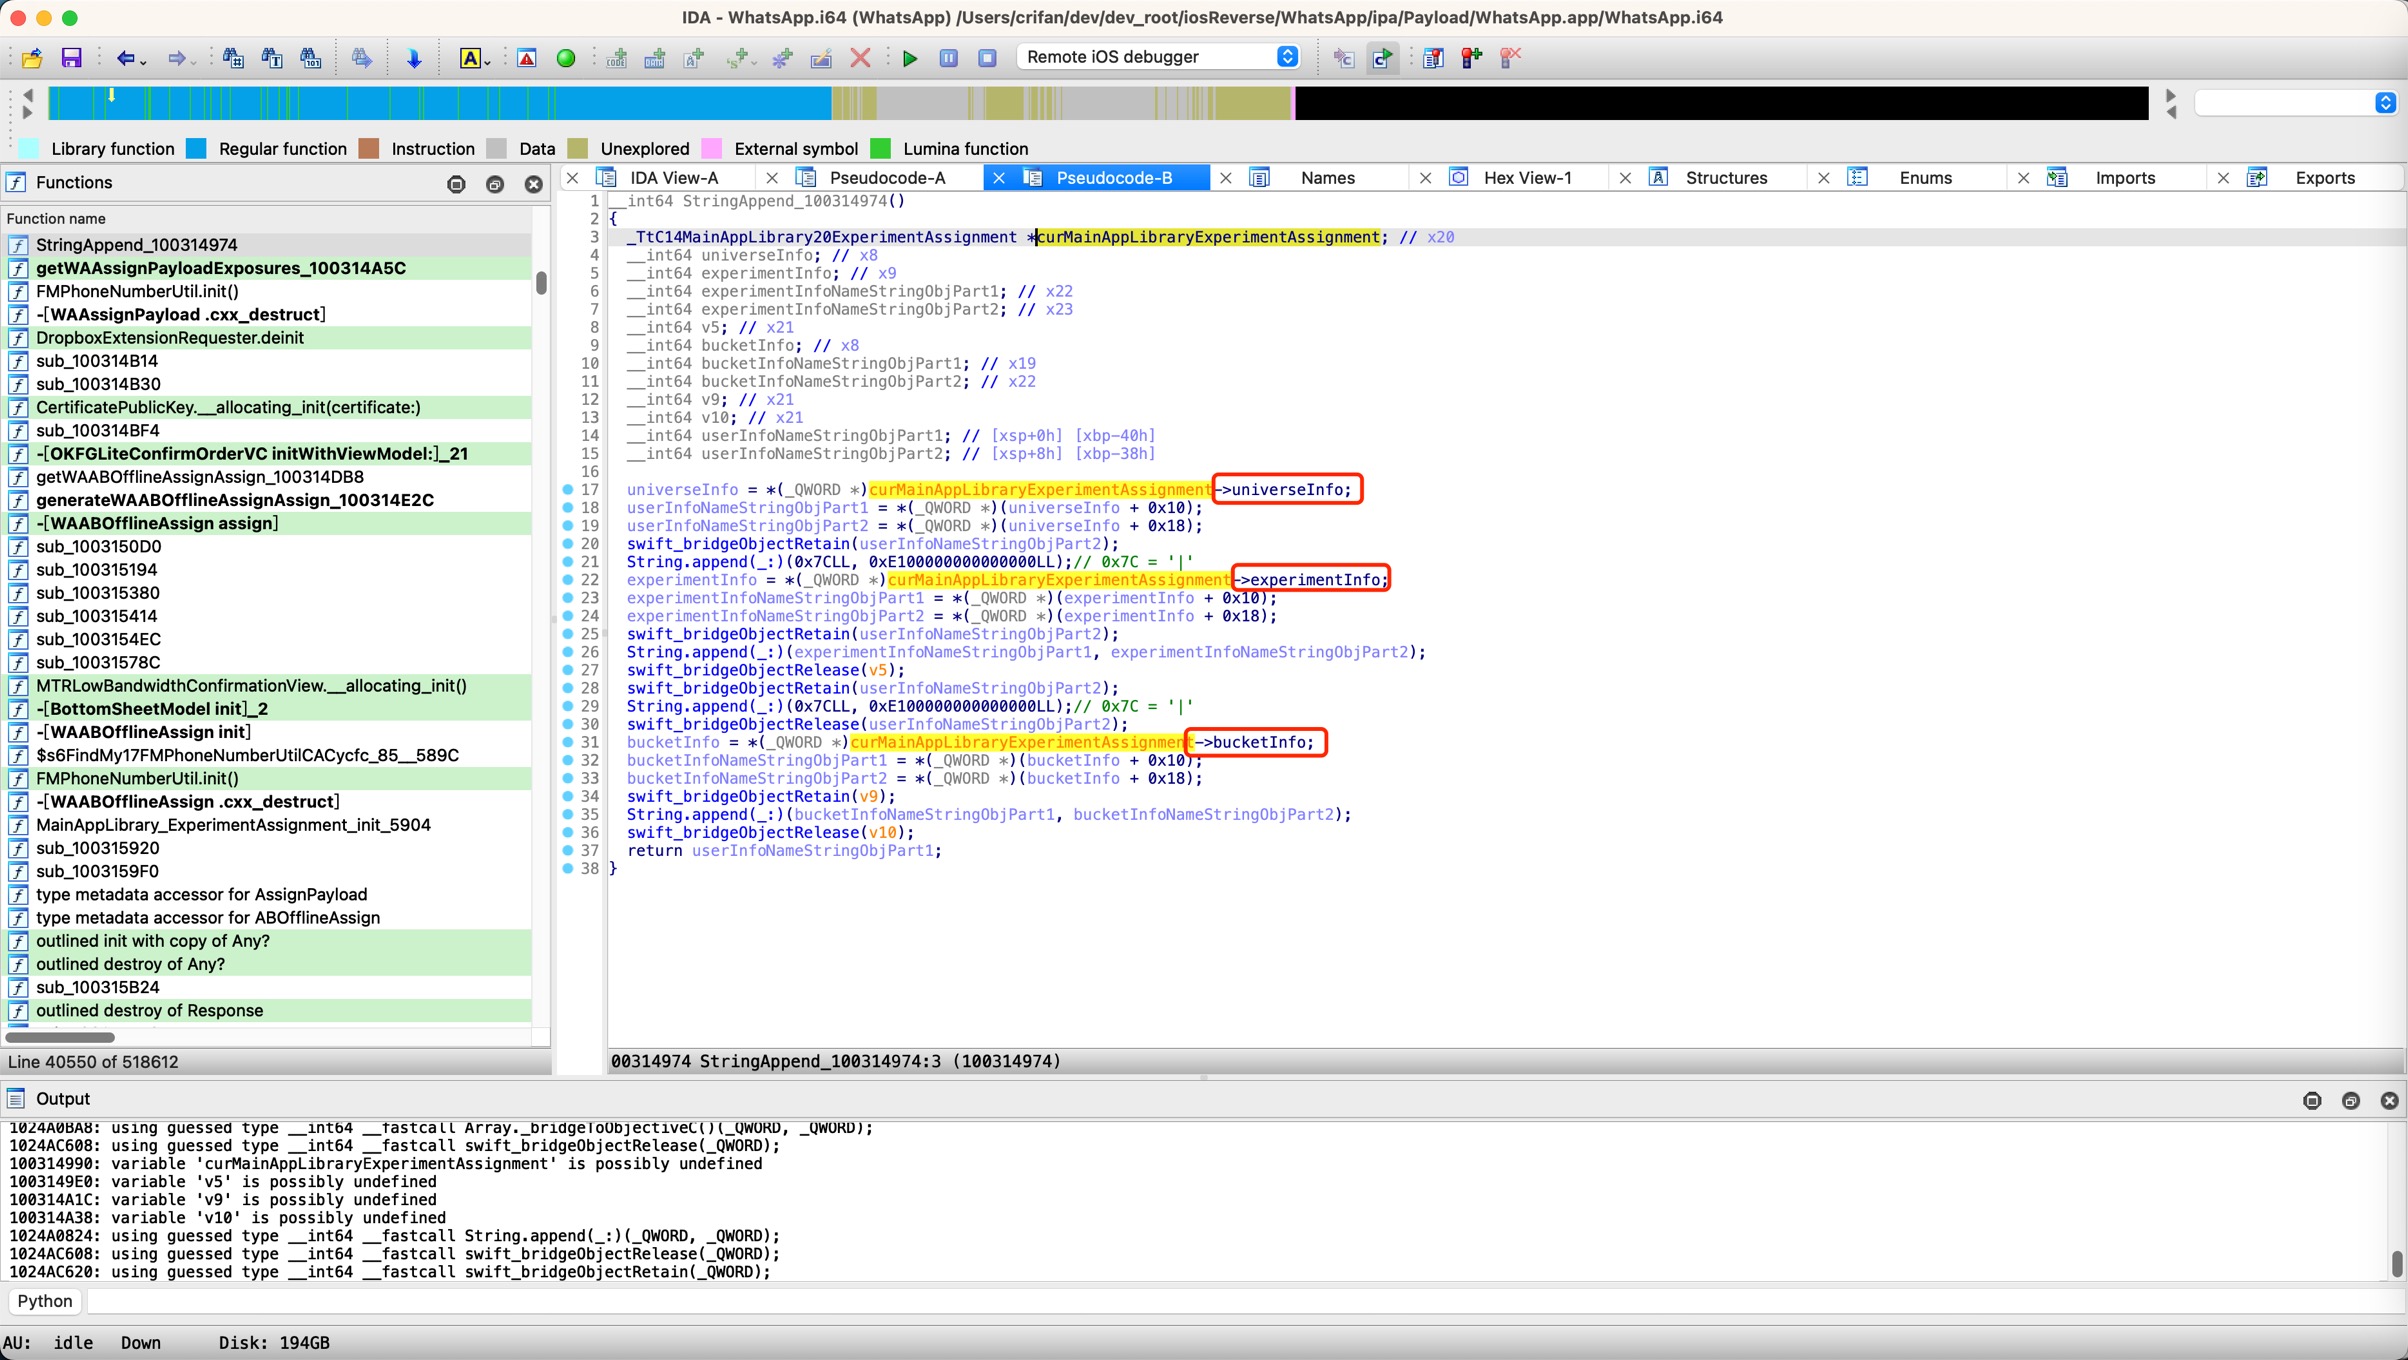 IDA - WhatsApp.i64 (WhatsApp) /Users/crifan/dev/dev_root/iosReverse/WhatsApp/ipa/Payload/WhatsApp.app/WhatsApp.i64
Remote iOS debugger
Library function Regular function Instruction Data Unexplored External symbol Lumina function
Functions
Function name
StringAppend_100314974
getWAAssignPayloadExposures_100314A5C
FMPhoneNumberUtil.init()
-[WAAssignPayload .cxx_destruct]
DropboxExtensionRequester.deinit
sub_100314B14
sub_100314B30
CertificatePublicKey.__allocating_init(certificate:)
sub_100314BF4
-[OKFGLiteConfirmOrderVC initWithViewModel:]_21
getWAABOfflineAssignAssign_100314DB8
generateWAABOfflineAssignAssign_100314E2C
-[WAABOfflineAssign assign]
sub_1003150D0
sub_100315194
sub_100315380
sub_100315414
sub_1003154EC
sub_10031578C
MTRLowBandwidthConfirmationView.__allocating_init()
-[BottomSheetModel init]_2
-[WAABOfflineAssign init]
$s6FindMy17FMPhoneNumberUtilCACycfc_85__589C
FMPhoneNumberUtil.init()
-[WAABOfflineAssign .cxx_destruct]
MainAppLibrary_ExperimentAssignment_init_5904
sub_100315920
sub_1003159F0
type metadata accessor for AssignPayload
type metadata accessor for ABOfflineAssign
outlined init with copy of Any?
outlined destroy of Any?
sub_100315B24
outlined destroy of Response
Line 40550 of 518612
IDA View-A Pseudocode-A Pseudocode-B Names Hex View-1 Structures Enums Imports Exports
1 __int64 StringAppend_100314974()
2 {
3 _TtC14MainAppLibrary20ExperimentAssignment *curMainAppLibraryExperimentAssignment; // x20
4 __int64 universeInfo; // x8
5 __int64 experimentInfo; // x9
6 __int64 experimentInfoNameStringObjPart1; // x22
7 __int64 experimentInfoNameStringObjPart2; // x23
8 __int64 v5; // x21
9 __int64 bucketInfo; // x8
10 __int64 bucketInfoNameStringObjPart1; // x19
11 __int64 bucketInfoNameStringObjPart2; // x22
12 __int64 v9; // x21
13 __int64 v10; // x21
14 __int64 userInfoNameStringObjPart1; // [xsp+0h] [xbp-40h]
15 __int64 userInfoNameStringObjPart2; // [xsp+8h] [xbp-38h]
16
17 universeInfo = *(_QWORD *)curMainAppLibraryExperimentAssignment->universeInfo;
18 userInfoNameStringObjPart1 = *(_QWORD *)(universeInfo + 0x10);
19 userInfoNameStringObjPart2 = *(_QWORD *)(universeInfo + 0x18);
20 swift_bridgeObjectRetain(userInfoNameStringObjPart2);
21 String.append(_:)(0x7CLL, 0xE100000000000000LL);// 0x7C = '|'
22 experimentInfo = *(_QWORD *)curMainAppLibraryExperimentAssignment->experimentInfo;
23 experimentInfoNameStringObjPart1 = *(_QWORD *)(experimentInfo + 0x10);
24 experimentInfoNameStringObjPart2 = *(_QWORD *)(experimentInfo + 0x18);
25 swift_bridgeObjectRetain(userInfoNameStringObjPart2);
26 String.append(_:)(experimentInfoNameStringObjPart1, experimentInfoNameStringObjPart2);
27 swift_bridgeObjectRelease(v5);
28 swift_bridgeObjectRetain(userInfoNameStringObjPart2);
29 String.append(_:)(0x7CLL, 0xE100000000000000LL);// 0x7C = '|'
30 swift_bridgeObjectRelease(userInfoNameStringObjPart2);
31 bucketInfo = *(_QWORD *)curMainAppLibraryExperimentAssignment->bucketInfo;
32 bucketInfoNameStringObjPart1 = *(_QWORD *)(bucketInfo + 0x10);
33 bucketInfoNameStringObjPart2 = *(_QWORD *)(bucketInfo + 0x18);
34 swift_bridgeObjectRetain(v9);
35 String.append(_:)(bucketInfoNameStringObjPart1, bucketInfoNameStringObjPart2);
36 swift_bridgeObjectRelease(v10);
37 return userInfoNameStringObjPart1;
38 }
00314974 StringAppend_100314974:3 (100314974)
Output
1024A0BA8: using guessed type __int64 __fastcall Array._bridgeToObjectiveC()(_QWORD, _QWORD);
1024AC608: using guessed type __int64 __fastcall swift_bridgeObjectRelease(_QWORD);
100314990: variable 'curMainAppLibraryExperimentAssignment' is possibly undefined
1003149E0: variable 'v5' is possibly undefined
100314A1C: variable 'v9' is possibly undefined
100314A38: variable 'v10' is possibly undefined
1024A0824: using guessed type __int64 __fastcall String.append(_:)(_QWORD, _QWORD);
1024AC608: using guessed type __int64 __fastcall swift_bridgeObjectRelease(_QWORD);
1024AC620: using guessed type __int64 __fastcall swift_bridgeObjectRetain(_QWORD);
Python
AU: idle Down Disk: 194GB